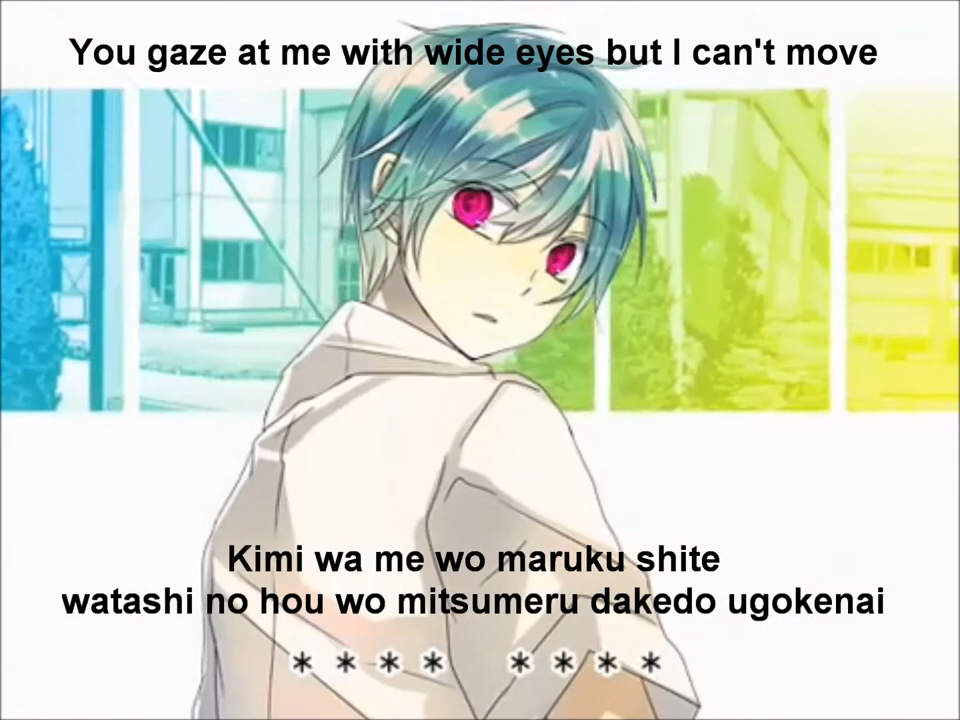 You gaze at me with wide eyes but I can't move
Kimi wa me wo maruku shite
watashi no hou wo mitsumeru dakedo ugokenai
* * * * * * * *